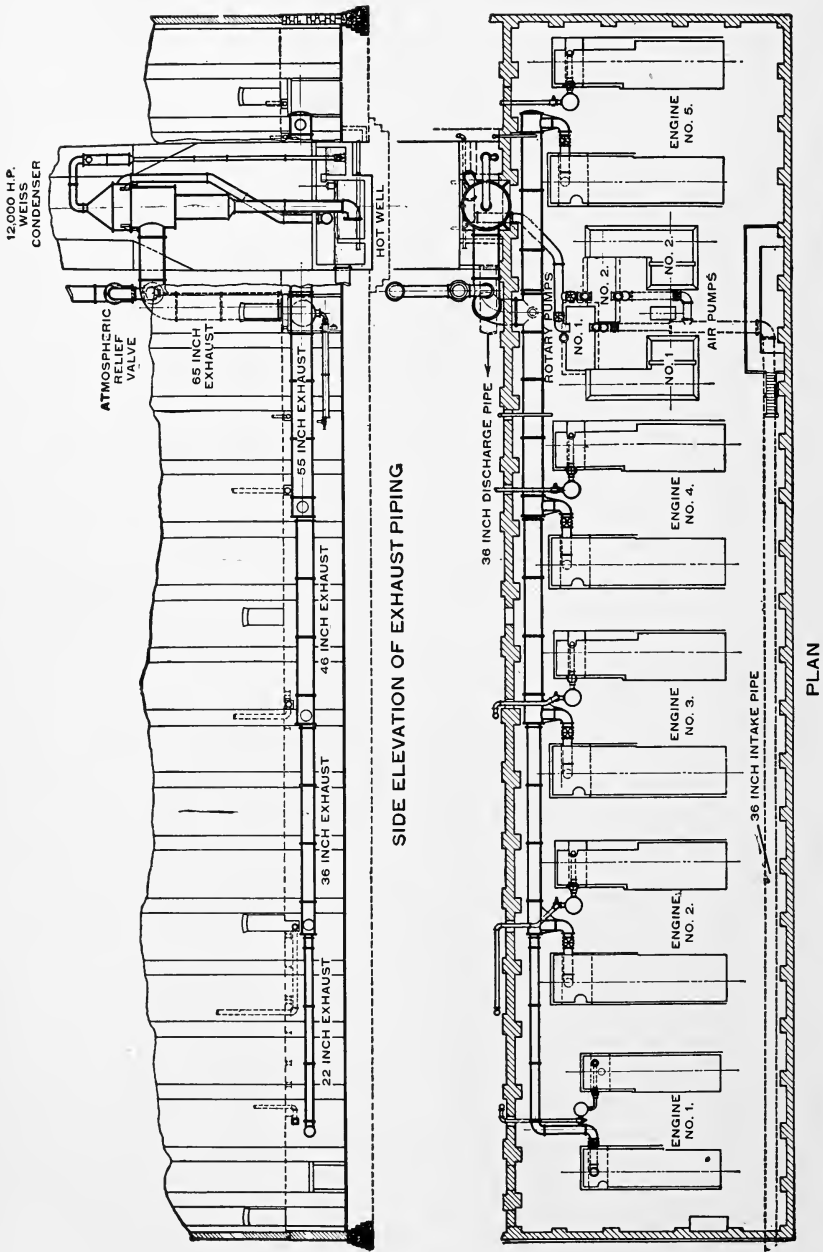 12,000 H.P.
WEISS
CONDENSER
ATMOSPHERIC
RELIEF
VALVE
65 INCH
EXHAUST
55 INCH EXHAUST
46 INCH EXHAUST
36 INCH EXHAUST
22 INCH EXHAUST
HOT WELL
SIDE ELEVATION OF EXHAUST PIPING
36 INCH DISCHARGE PIPE
ROTARY PUMPS
NO. 1.
NO. 2.
NO. 2.
NO. 1
AIR PUMPS
ENGINE
NO. 5.
ENGINE
NO. 4.
ENGINE
NO. 3.
ENGINE
NO. 2.
ENGINE
NO. 1.
36 INCH INTAKE PIPE
PLAN